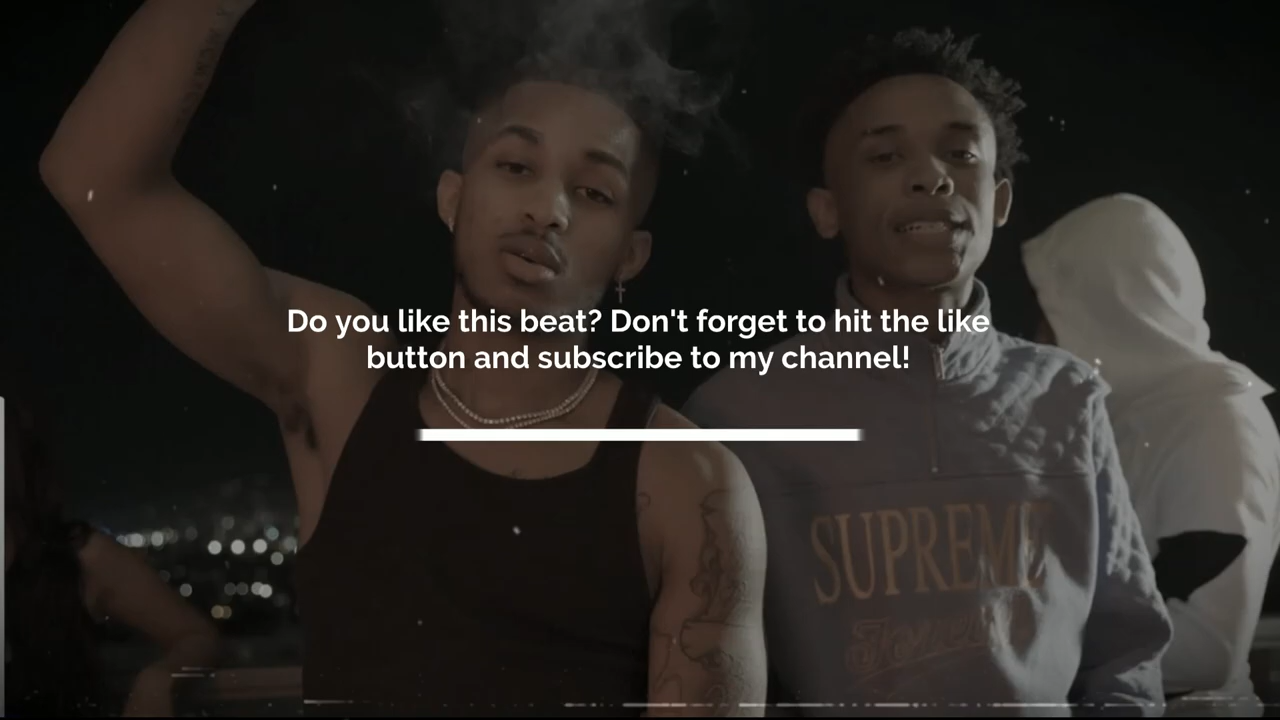 Do you like this beat? Don't forget to hit the like
button and subscribe to my channel!
SUPREME